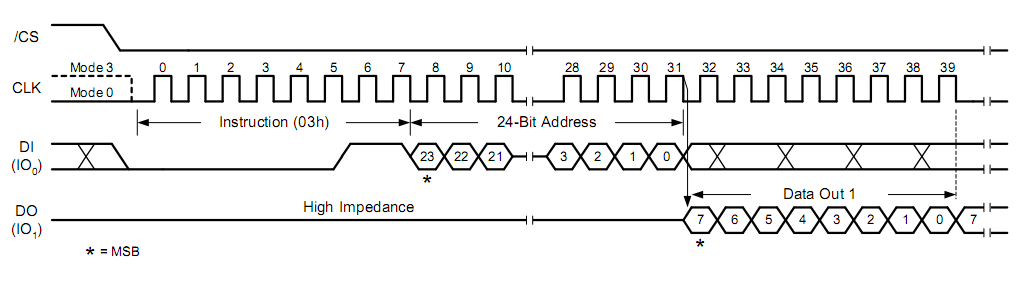 /CS
Mode 3 0 1 2 3 4 5 6 7 8 9 10 28 29 30 31 32 33 34 35 36 37 38 39
CLK
Mode 0
Instruction (03h) 24-Bit Address
DI
(IO0) 23 22 21 3 2 1 0
*
Data Out 1
High Impedance
DO
(IO1) 7 6 5 4 3 2 1 0 7
*
* = MSB